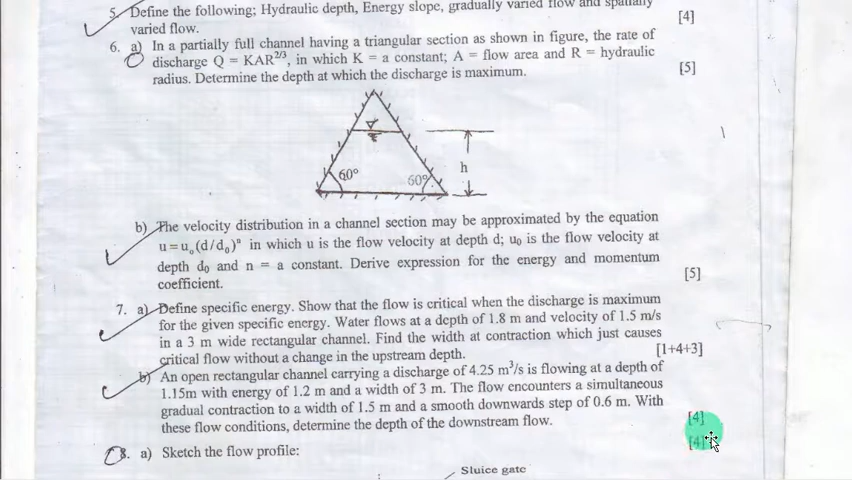 5. Define the following; Hydraulic depth, Energy slope, gradually varied flow and spatially
varied flow. [4]
6. a) In a partially full channel having a triangular section as shown in figure, the rate of
discharge Q = KAR^2/3, in which K = a constant; A = flow area and R = hydraulic
radius. Determine the depth at which the discharge is maximum. [5]
60° 60° h
b) The velocity distribution in a channel section may be approximated by the equation
u = u₀(d/d₀)ⁿ in which u is the flow velocity at depth d; u₀ is the flow velocity at
depth d₀ and n = a constant. Derive expression for the energy and momentum
coefficient. [5]
7. a) Define specific energy. Show that the flow is critical when the discharge is maximum
for the given specific energy. Water flows at a depth of 1.8 m and velocity of 1.5 m/s
in a 3 m wide rectangular channel. Find the width at contraction which just causes
critical flow without a change in the upstream depth. [1+4+3]
b) An open rectangular channel carrying a discharge of 4.25 m³/s is flowing at a depth of
1.15m with energy of 1.2 m and a width of 3 m. The flow encounters a simultaneous
gradual contraction to a width of 1.5 m and a smooth downwards step of 0.6 m. With
these flow conditions, determine the depth of the downstream flow. [4]
[4]
8. a) Sketch the flow profile:
Sluice gate